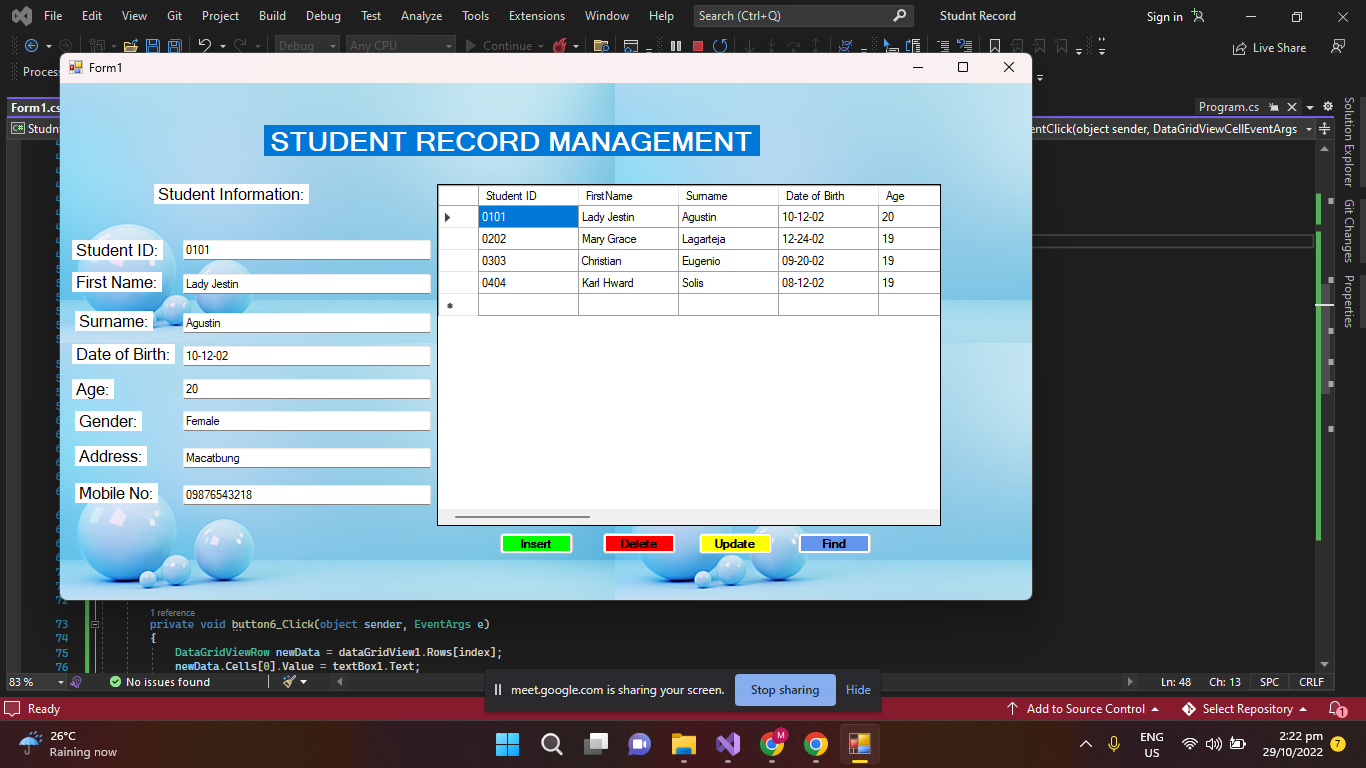 File Edit View Git Project Build Debug Test Analyze Tools Extensions Window Help Search (Ctrl+Q) Studnt Record Sign in
Debug Any CPU Continue Live Share
Form1
Form1.cs Program.cs
entClick(object sender, DataGridViewCellEventArgs
Solution Explorer
Git Changes
Properties
STUDENT RECORD MANAGEMENT
Student Information:
Student ID: 0101
First Name: Lady Jestin
Surname: Agustin
Date of Birth: 10-12-02
Age: 20
Gender: Female
Address: Macatbung
Mobile No: 09876543218
Student ID FirstName Surname Date of Birth Age
0101 Lady Jestin Agustin 10-12-02 20
0202 Mary Grace Lagarteja 12-24-02 19
0303 Christian Eugenio 09-20-02 19
0404 Karl Hward Solis 08-12-02 19
Insert Delete Update Find
72
1 reference
73 private void button6_Click(object sender, EventArgs e)
74 {
75 DataGridViewRow newData = dataGridView1.Rows[index];
76 newData.Cells[0].Value = textBox1.Text;
83 % No issues found Ln: 48 Ch: 13 SPC CRLF
meet.google.com is sharing your screen. Stop sharing Hide
Ready Add to Source Control Select Repository 1
26°C
Raining now
M
ENG
US
2:22 pm
29/10/2022
7